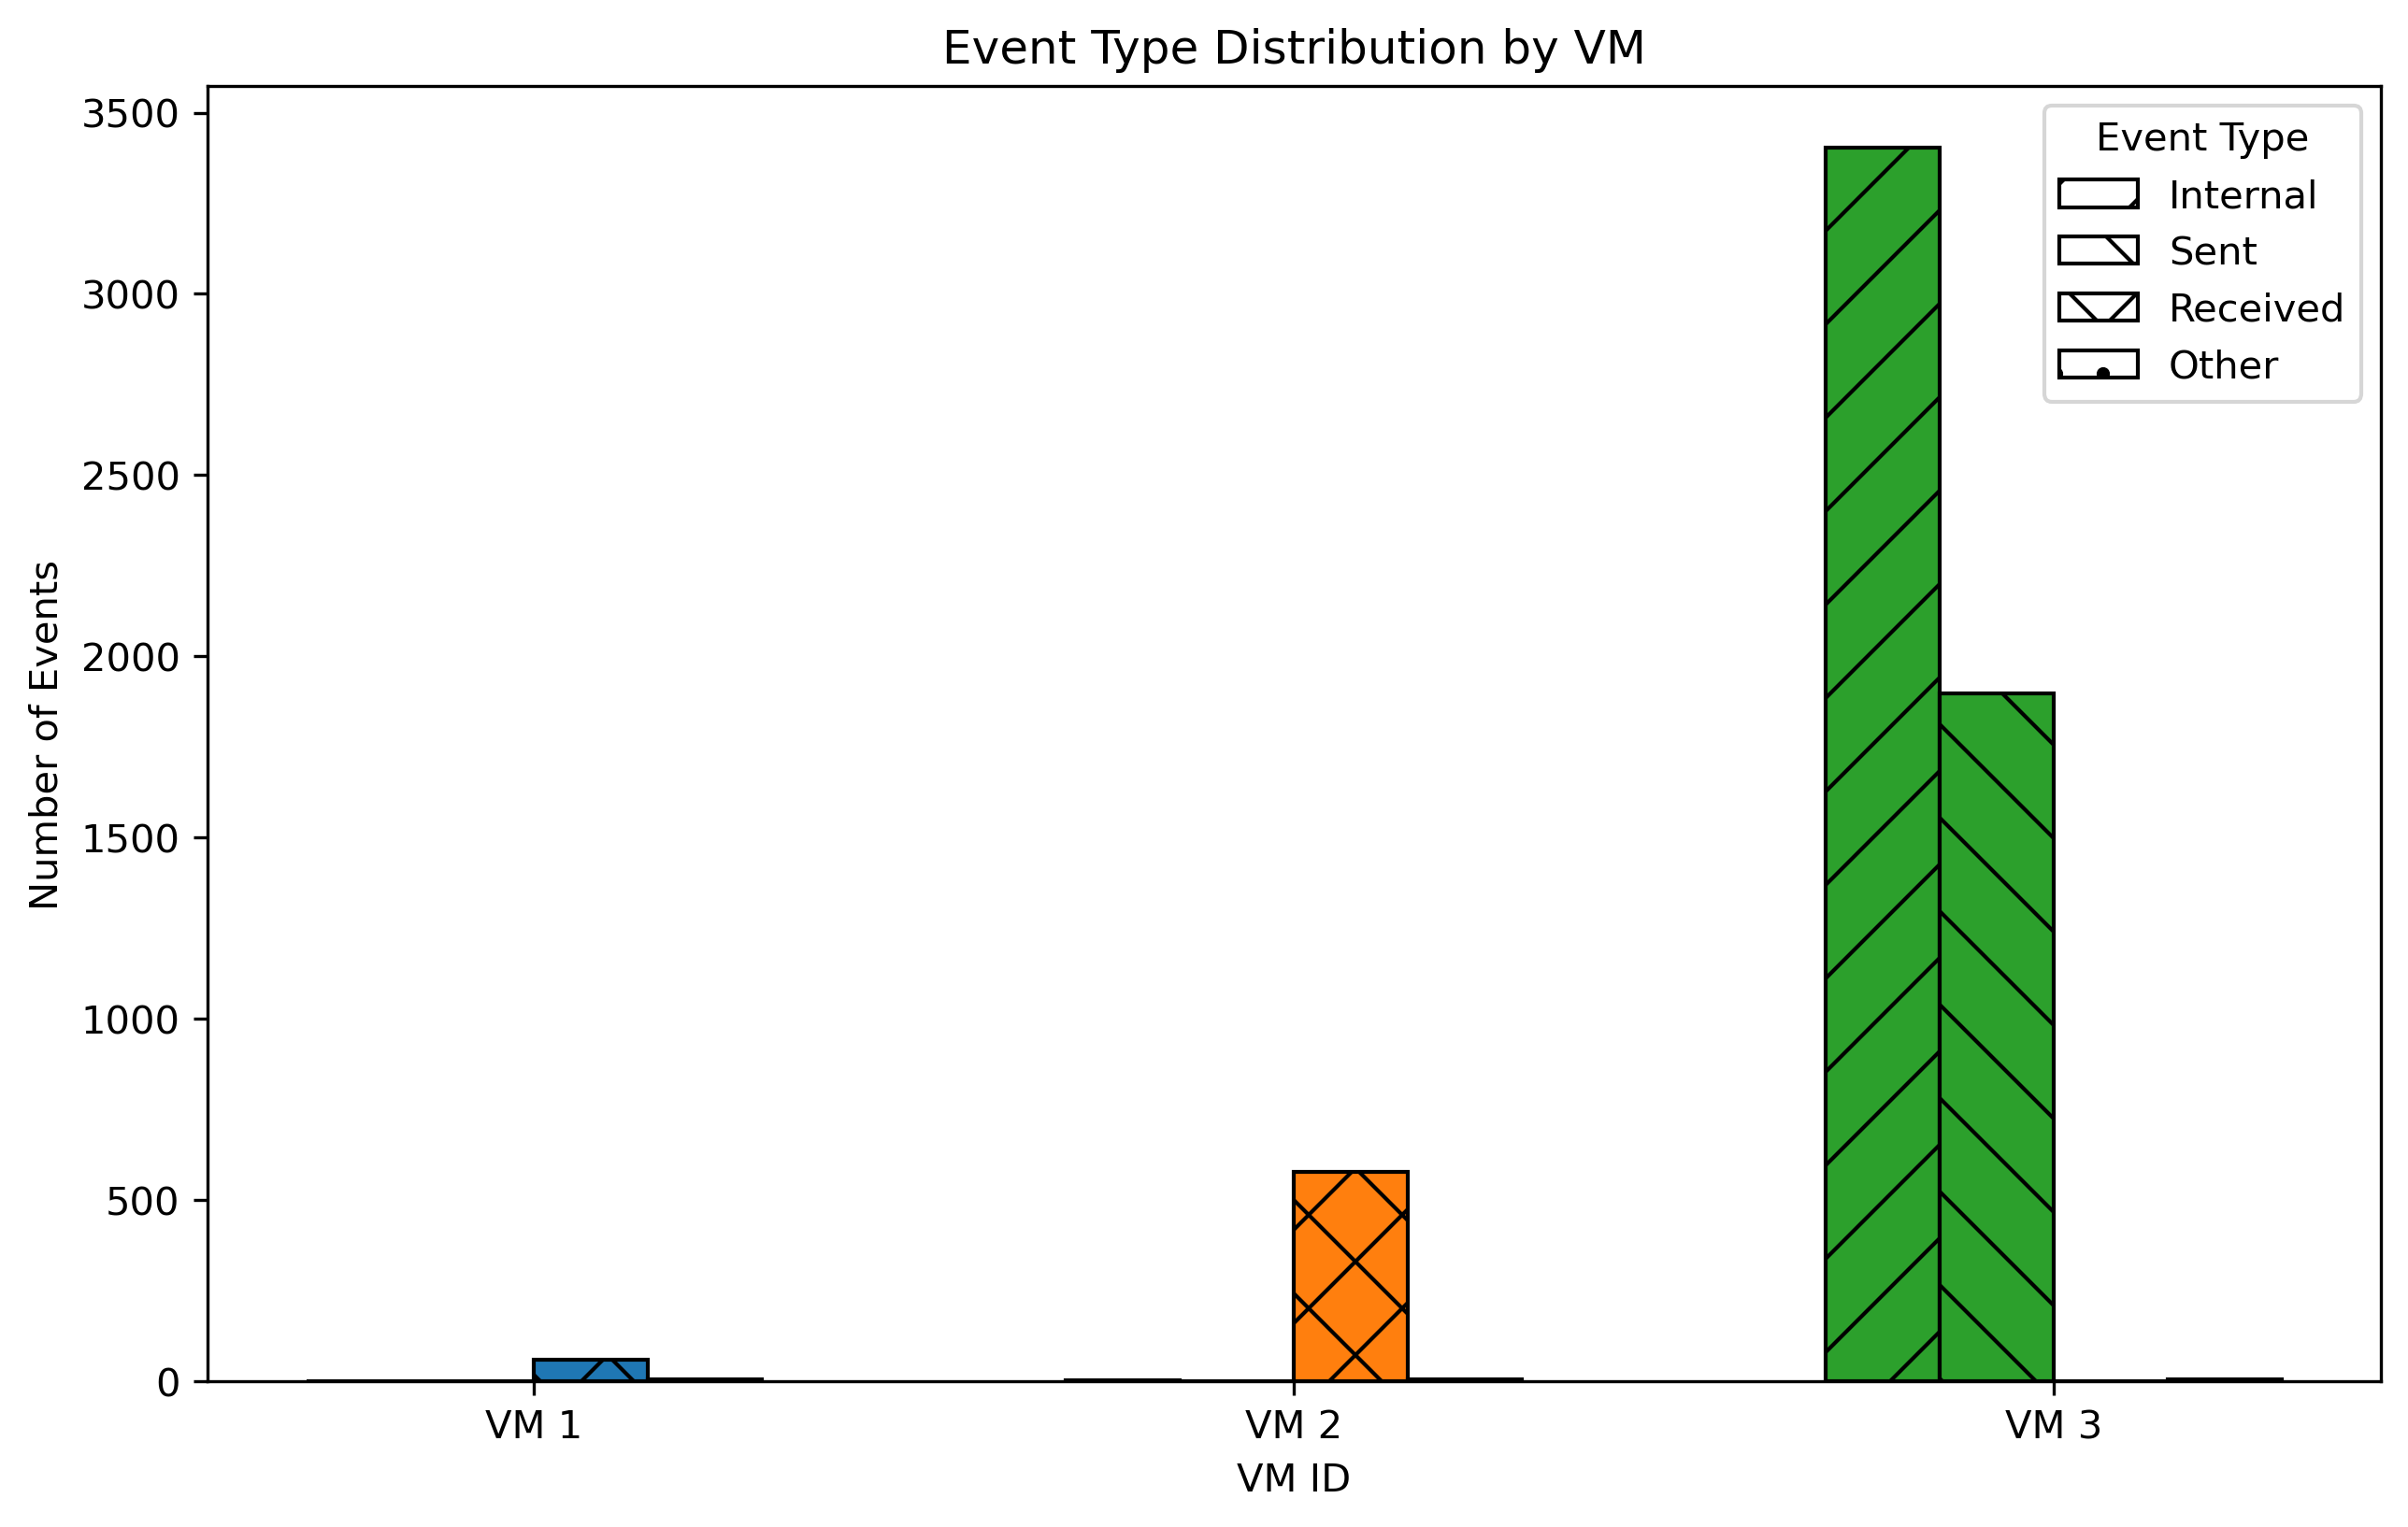 Event Type Distribution by VM
3500
3000
2500
2000
1500
1000
500
0
Number of Events
Event Type
Internal
Sent
Received
Other
VM 1
VM 2
VM 3
VM ID